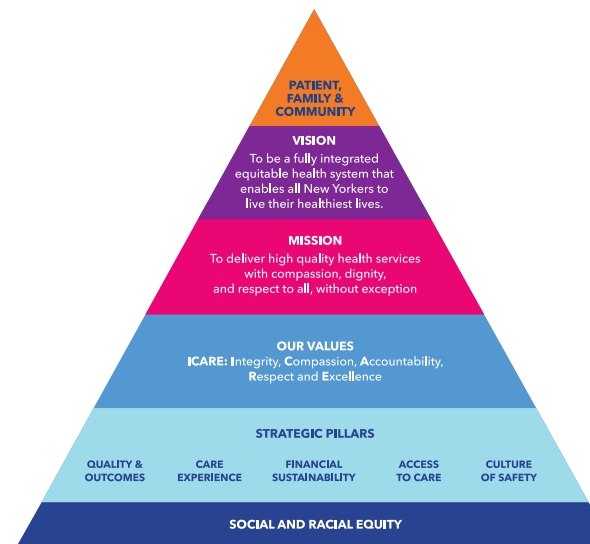 PATIENT,
FAMILY &
COMMUNITY
VISION
To be a fully integrated
equitable health system that
enables all New Yorkers to
live their healthiest lives.
MISSION
To deliver high quality health services
with compassion, dignity,
and respect to all, without exception
OUR VALUES
ICARE: Integrity, Compassion, Accountability,
Respect and Excellence
STRATEGIC PILLARS
QUALITY &
OUTCOMES
CARE
EXPERIENCE
FINANCIAL
SUSTAINABILITY
ACCESS
TO CARE
CULTURE
OF SAFETY
SOCIAL AND RACIAL EQUITY